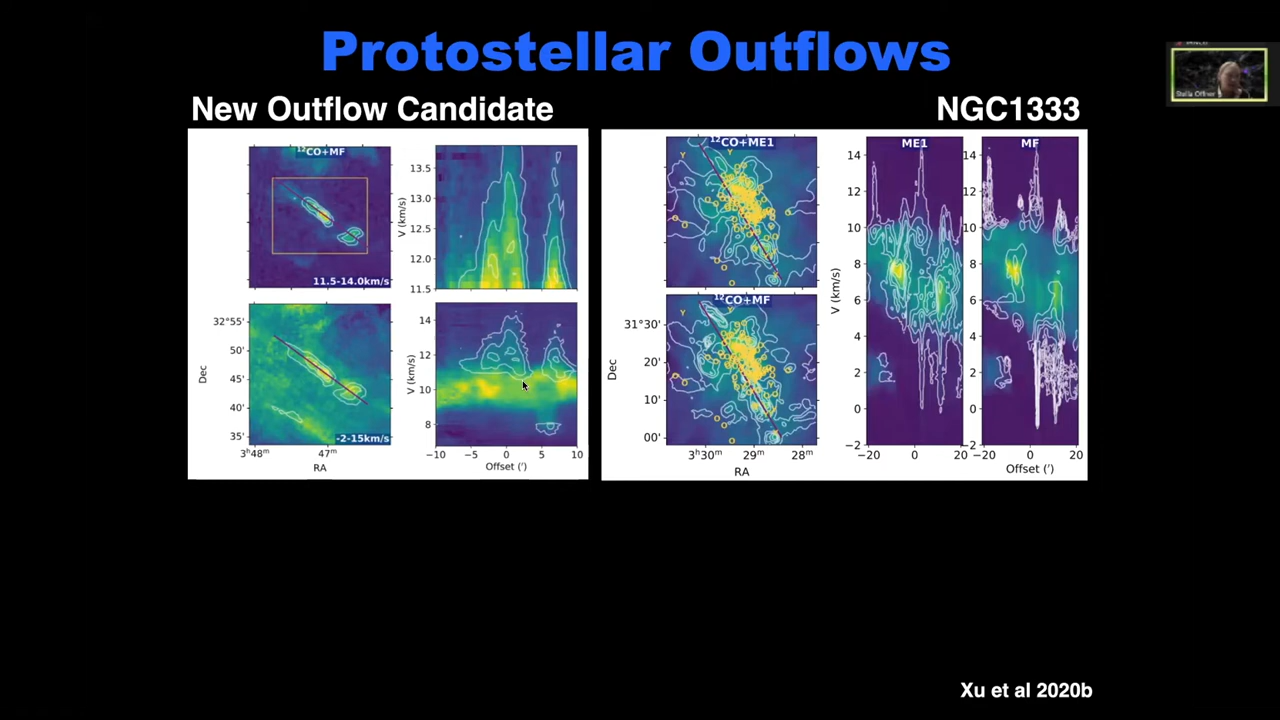 Protostellar Outflows
New Outflow Candidate
NGC1333
Stella Offner
¹²CO+MF
11.5-14.0km/s
13.5
13.0
12.5
12.0
11.5
V (km/s)
32°55'
50'
45'
40'
35'
Dec
-2-15km/s
3ʰ48ᵐ
47ᵐ
RA
14
12
10
8
V (km/s)
−10
−5
0
5
10
Offset (')
¹²CO+ME1
Y
Y
¹²CO+MF
Y
Y
31°30'
20'
10'
00'
Dec
3ʰ30ᵐ
29ᵐ
28ᵐ
RA
ME1
14
12
10
8
6
4
2
0
−2
V (km/s)
−20
0
20
MF
14
12
10
8
6
4
2
0
−2
−20
0
20
Offset (')
Xu et al 2020b